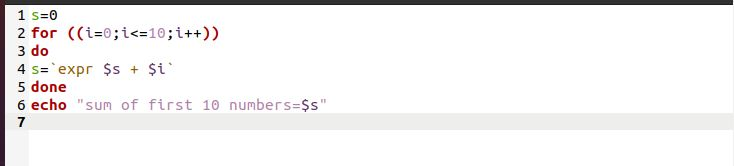 1 s=0
2 for ((i=0;i<=10;i++))
3 do
4 s=`expr $s + $i`
5 done
6 echo "sum of first 10 numbers=$s"
7